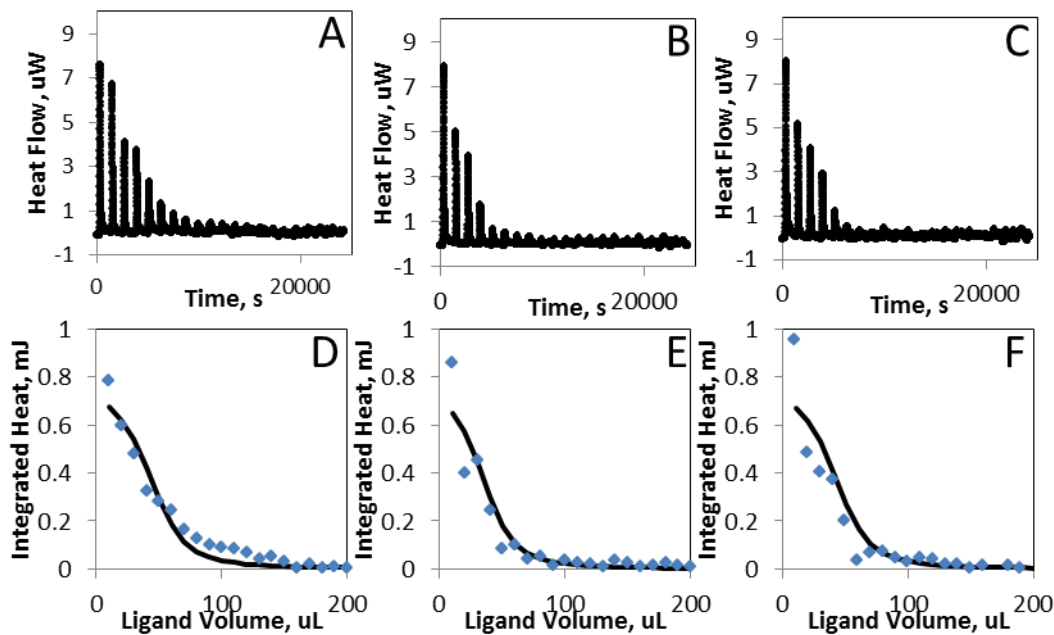 A
Heat Flow, uW
9
7
5
3
1
-1
0
20000
Time, s
B
Heat Flow, uW
9
7
5
3
1
-1
0
20000
Time, s
C
Heat Flow, uW
9
7
5
3
1
-1
0
20000
Time, s
D
Integrated Heat, mJ
1
0.8
0.6
0.4
0.2
0
0
100
200
Ligand Volume, uL
E
Integrated Heat, mJ
1
0.8
0.6
0.4
0.2
0
0
100
200
Ligand Volume, uL
F
Integrated Heat, mJ
1
0.8
0.6
0.4
0.2
0
0
100
200
Ligand Volume, uL